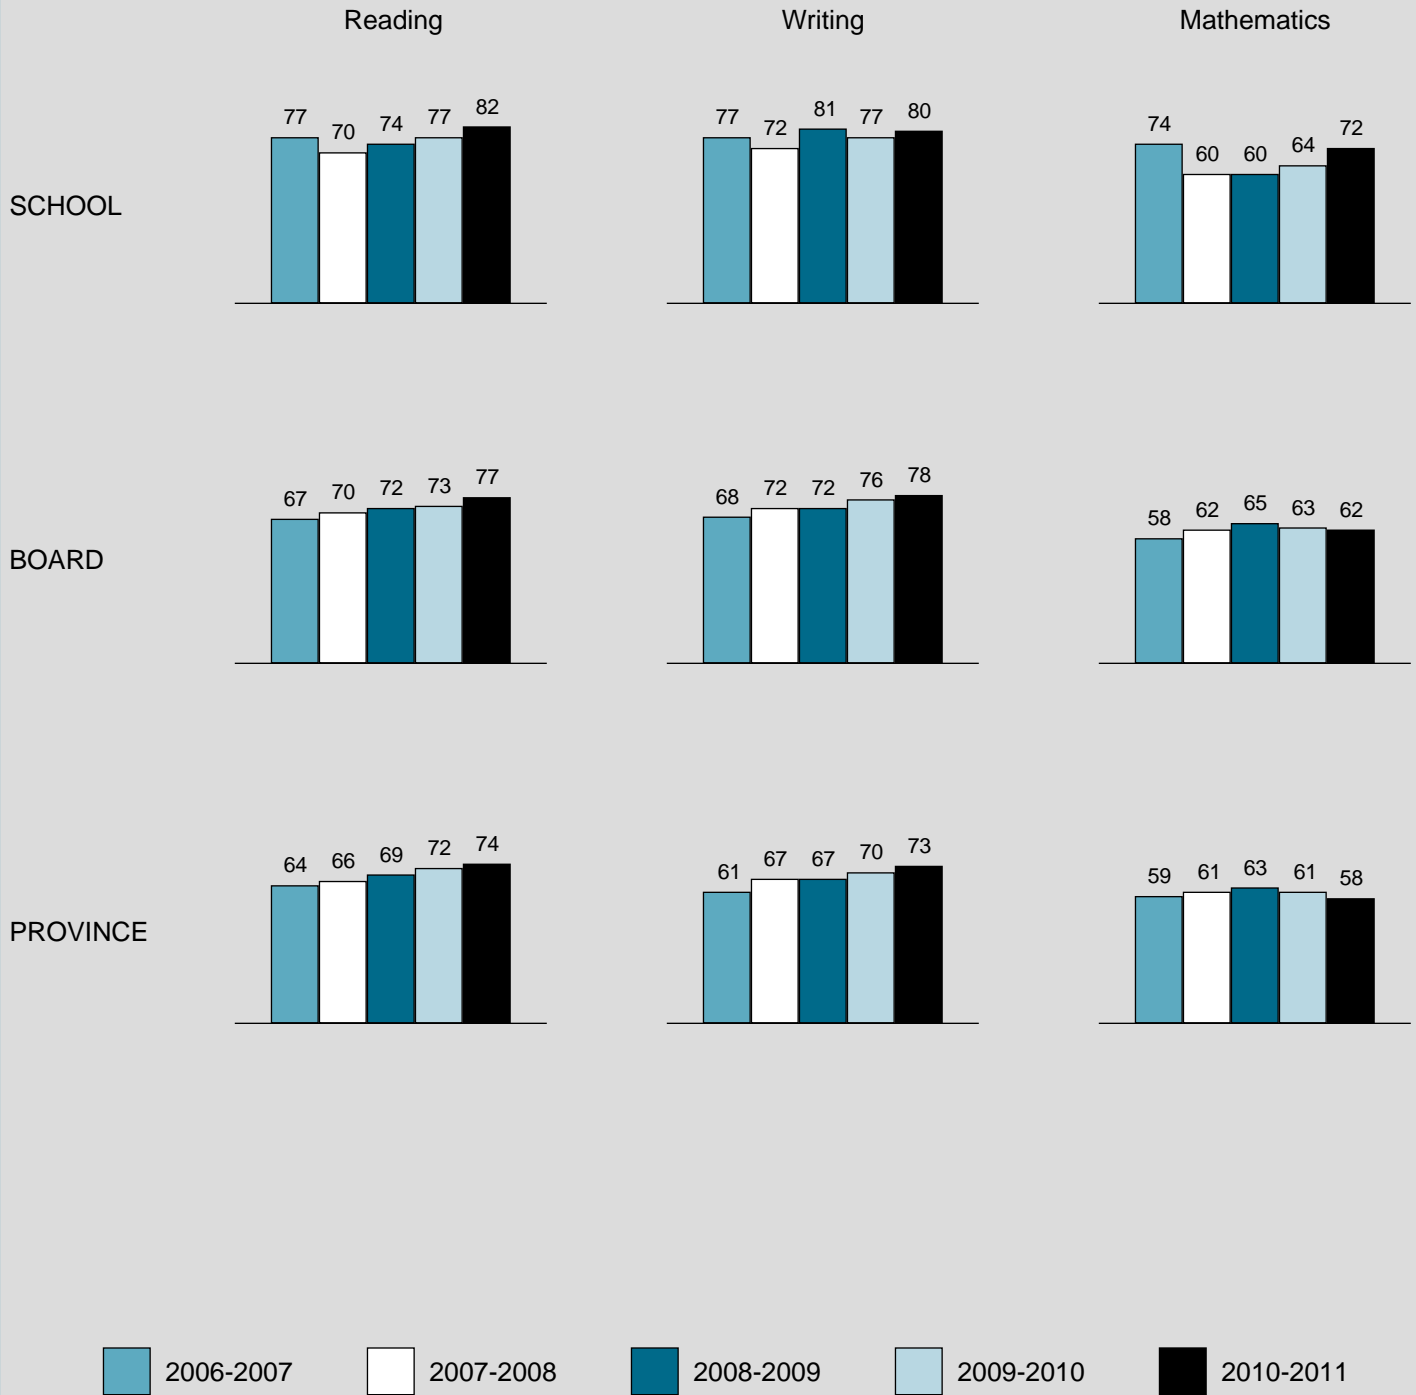 Reading Writing Mathematics
SCHOOL
77 70 74 77 82
77 72 81 77 80
74 60 60 64 72
BOARD
67 70 72 73 77
68 72 72 76 78
58 62 65 63 62
PROVINCE
64 66 69 72 74
61 67 67 70 73
59 61 63 61 58
2006-2007 2007-2008 2008-2009 2009-2010 2010-2011